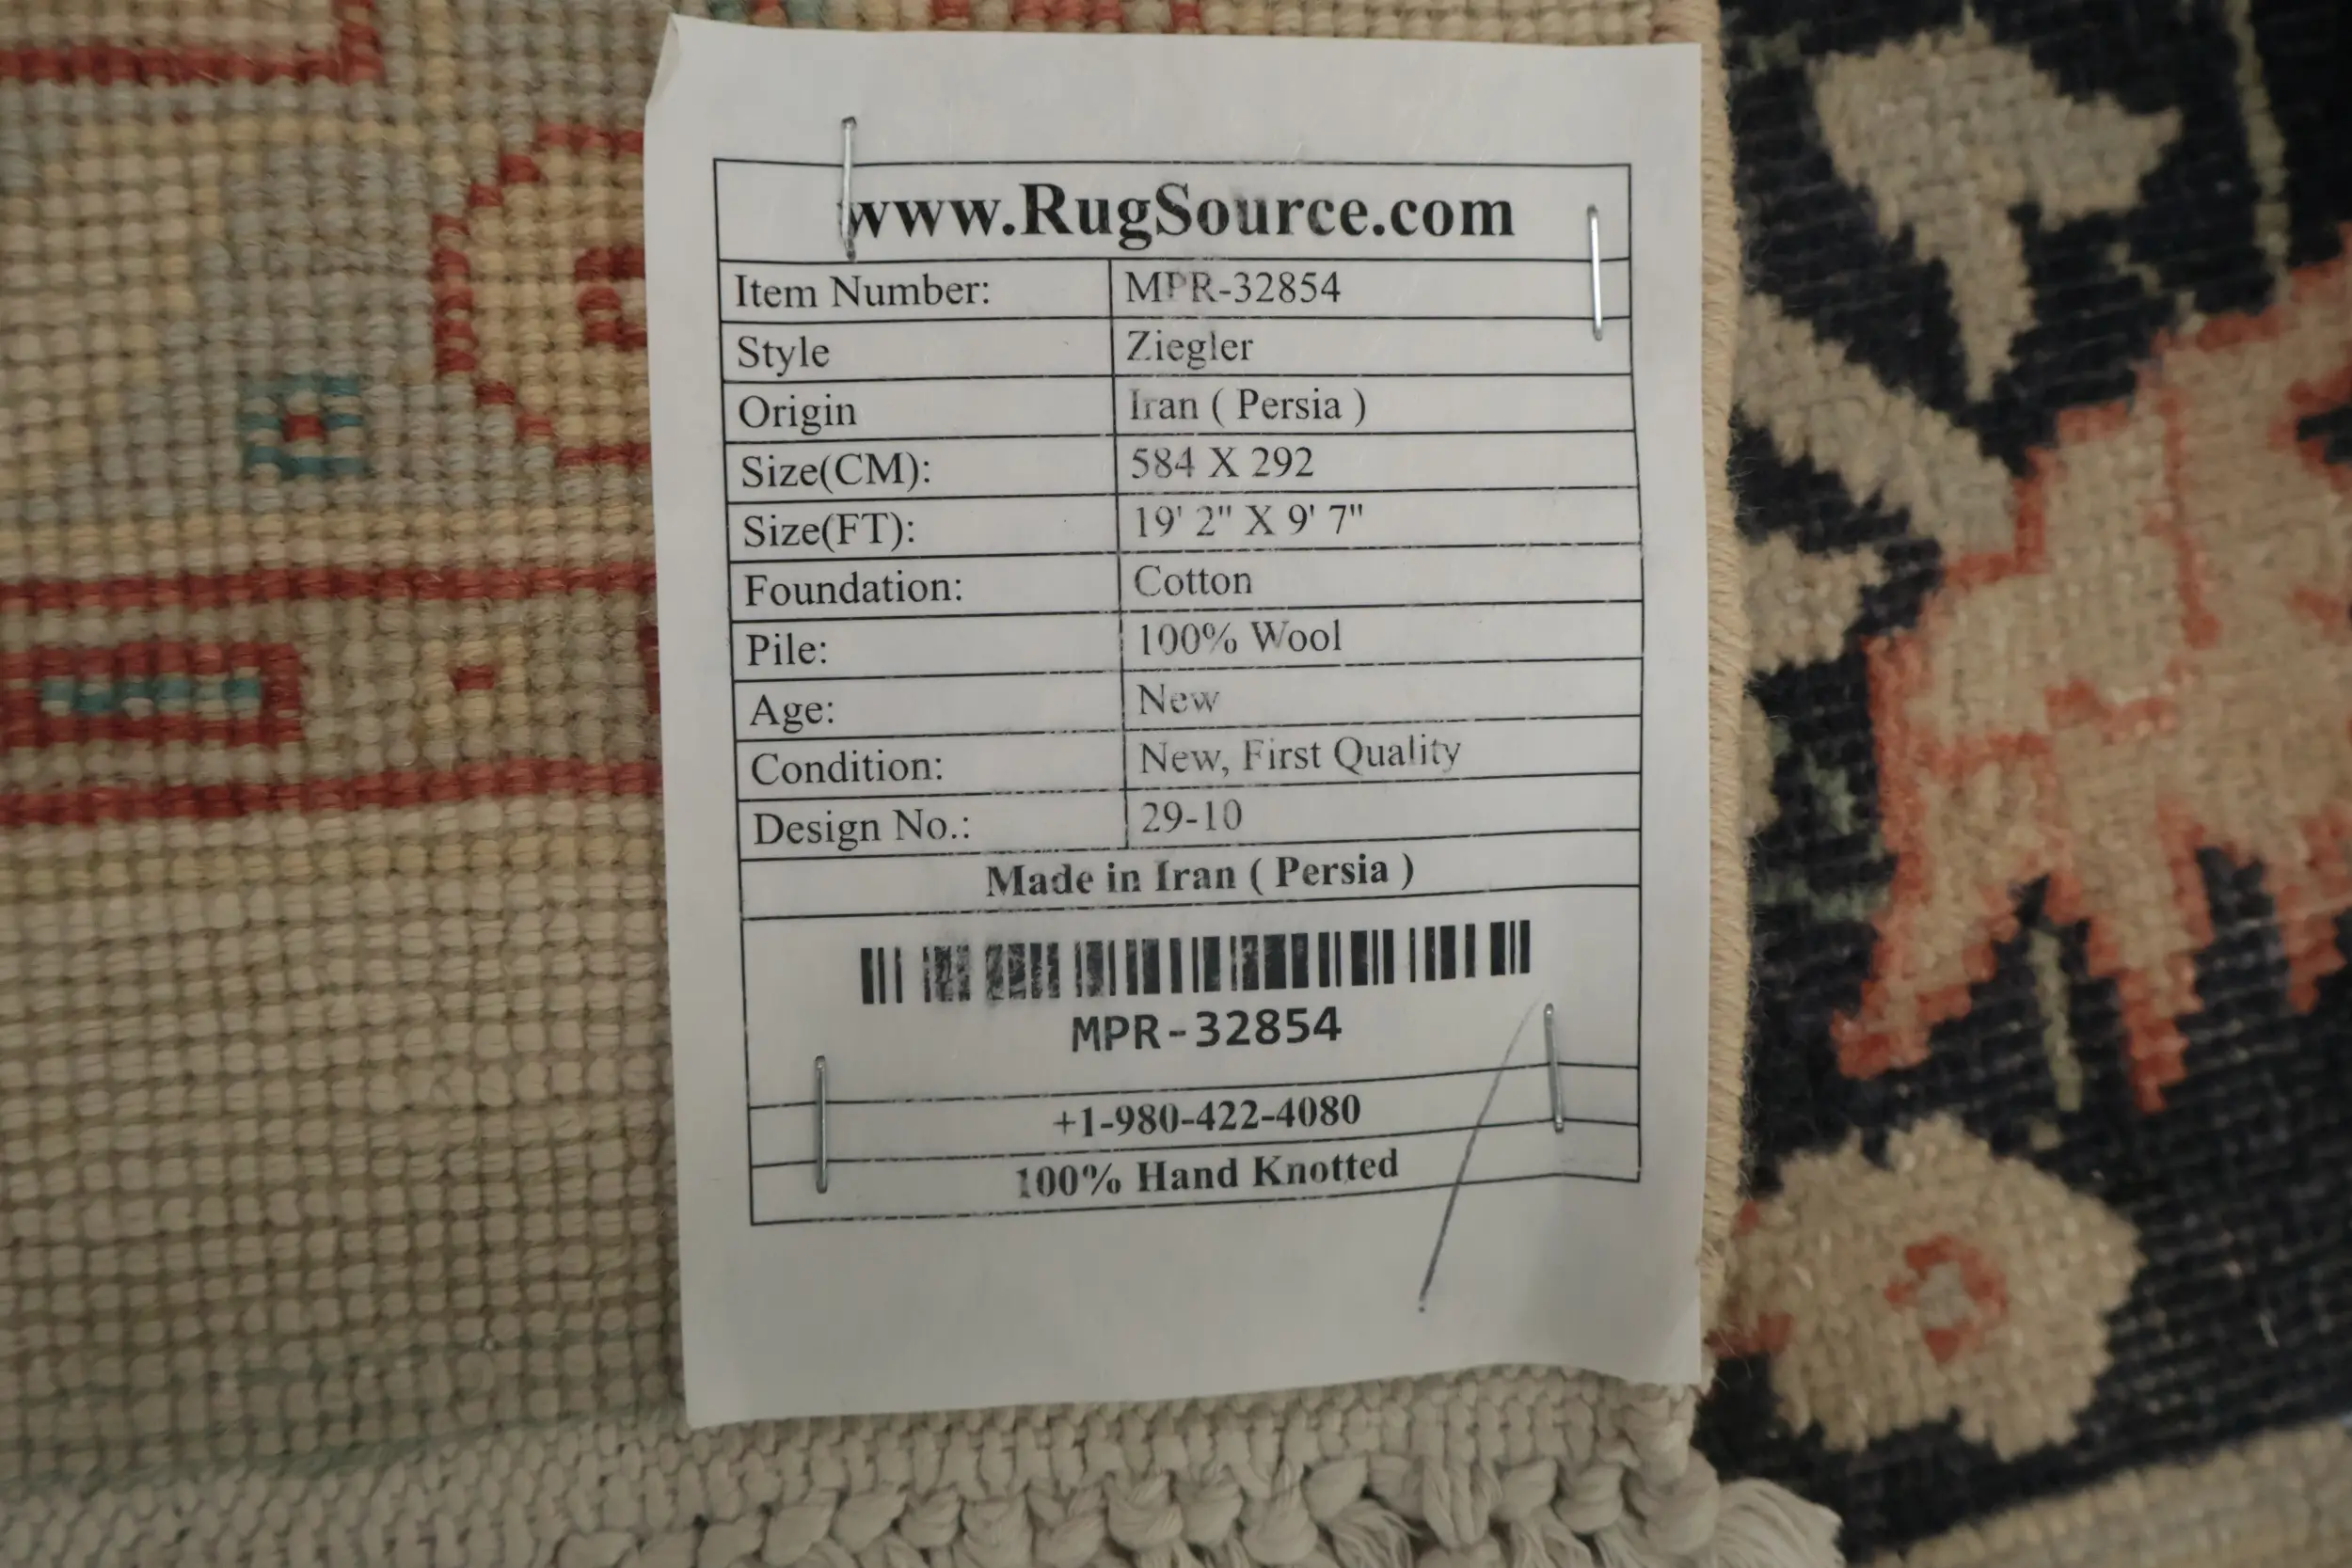 www.RugSource.com
Item Number: MPR-32854
Style Ziegler
Origin Iran ( Persia )
Size(CM): 584 X 292
Size(FT): 19' 2" X 9' 7"
Foundation: Cotton
Pile: 100% Wool
Age: New
Condition: New, First Quality
Design No.: 29-10
Made in Iran ( Persia )
MPR-32854
+1-980-422-4080
100% Hand Knotted